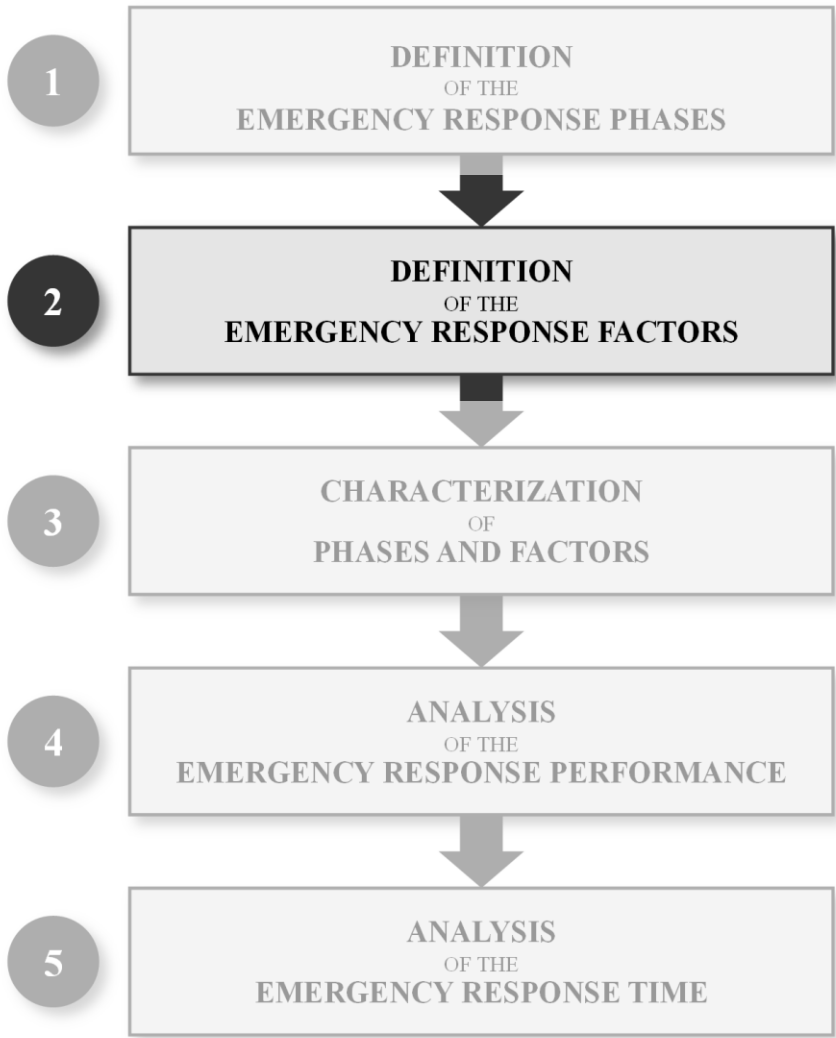 1
DEFINITION
OF THE
EMERGENCY RESPONSE PHASES
2
DEFINITION
OF THE
EMERGENCY RESPONSE FACTORS
3
CHARACTERIZATION
OF
PHASES AND FACTORS
4
ANALYSIS
OF THE
EMERGENCY RESPONSE PERFORMANCE
5
ANALYSIS
OF THE
EMERGENCY RESPONSE TIME